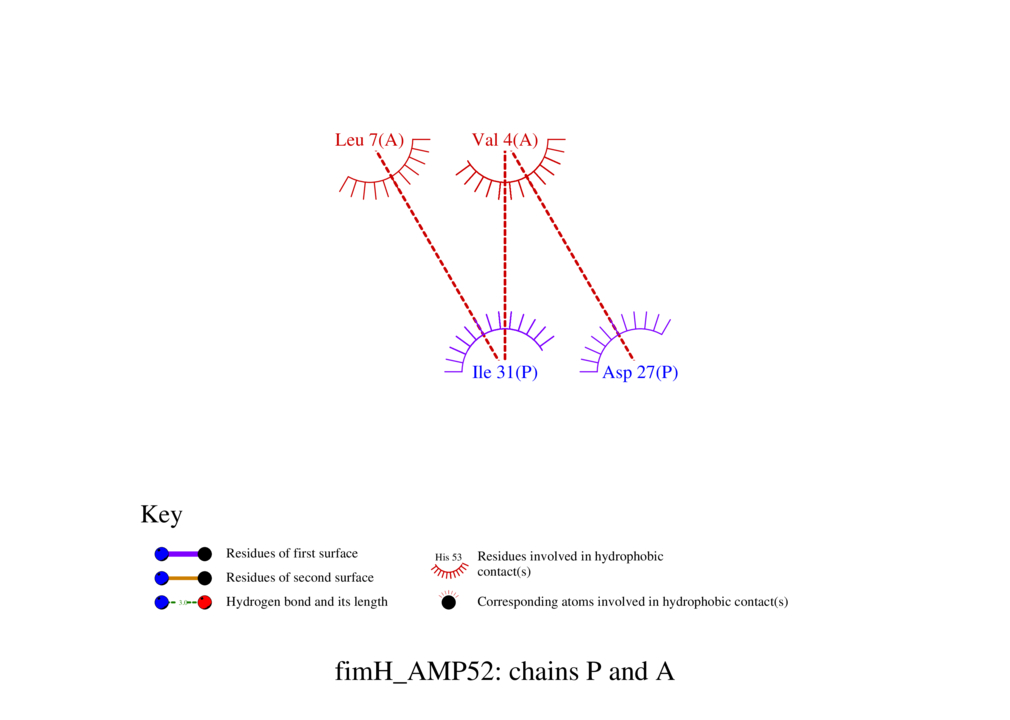 Leu 7(A) Val 4(A)
Ile 31(P) Asp 27(P)
Key
Residues of first surface
Residues of second surface
3.0
Hydrogen bond and its length
His 53
Residues involved in hydrophobic
contact(s)
Corresponding atoms involved in hydrophobic contact(s)
fimH_AMP52: chains P and A